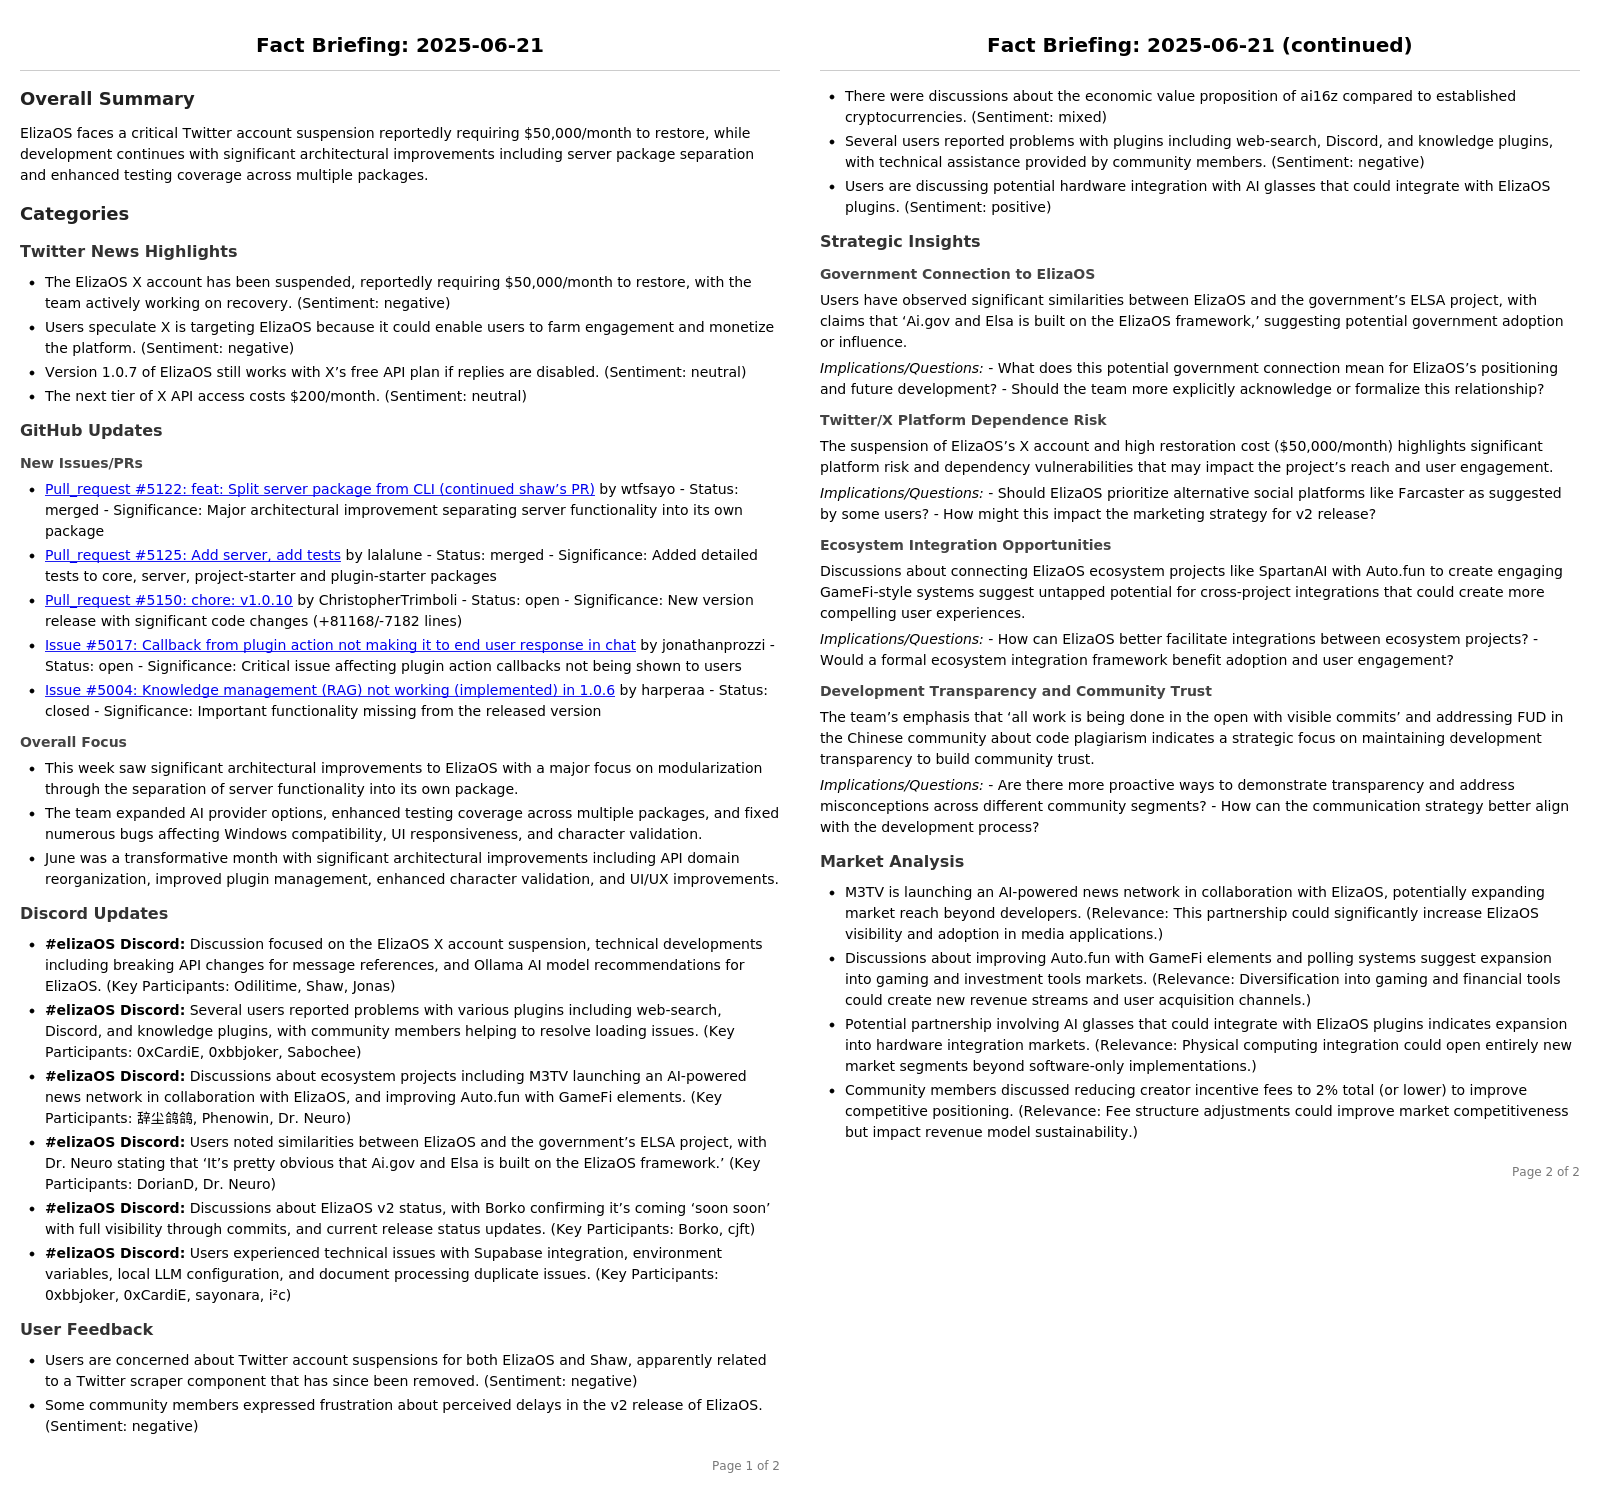 Fact Briefing: 2025-06-21
Overall Summary
ElizaOS faces a critical Twitter account suspension reportedly requiring $50,000/month to restore, while
development continues with significant architectural improvements including server package separation
and enhanced testing coverage across multiple packages.
Categories
Twitter News Highlights
• The ElizaOS X account has been suspended, reportedly requiring $50,000/month to restore, with the
team actively working on recovery. (Sentiment: negative)
• Users speculate X is targeting ElizaOS because it could enable users to farm engagement and monetize
the platform. (Sentiment: negative)
• Version 1.0.7 of ElizaOS still works with X’s free API plan if replies are disabled. (Sentiment: neutral)
• The next tier of X API access costs $200/month. (Sentiment: neutral)
GitHub Updates
New Issues/PRs
• Pull_request #5122: feat: Split server package from CLI (continued shaw’s PR) by wtfsayo - Status:
merged - Significance: Major architectural improvement separating server functionality into its own
package
• Pull_request #5125: Add server, add tests by lalalune - Status: merged - Significance: Added detailed
tests to core, server, project-starter and plugin-starter packages
• Pull_request #5150: chore: v1.0.10 by ChristopherTrimboli - Status: open - Significance: New version
release with significant code changes (+81168/-7182 lines)
• Issue #5017: Callback from plugin action not making it to end user response in chat by jonathanprozzi -
Status: open - Significance: Critical issue affecting plugin action callbacks not being shown to users
• Issue #5004: Knowledge management (RAG) not working (implemented) in 1.0.6 by harperaa - Status:
closed - Significance: Important functionality missing from the released version
Overall Focus
• This week saw significant architectural improvements to ElizaOS with a major focus on modularization
through the separation of server functionality into its own package.
• The team expanded AI provider options, enhanced testing coverage across multiple packages, and fixed
numerous bugs affecting Windows compatibility, UI responsiveness, and character validation.
• June was a transformative month with significant architectural improvements including API domain
reorganization, improved plugin management, enhanced character validation, and UI/UX improvements.
Discord Updates
• #elizaOS Discord: Discussion focused on the ElizaOS X account suspension, technical developments
including breaking API changes for message references, and Ollama AI model recommendations for
ElizaOS. (Key Participants: Odilitime, Shaw, Jonas)
• #elizaOS Discord: Several users reported problems with various plugins including web-search,
Discord, and knowledge plugins, with community members helping to resolve loading issues. (Key
Participants: 0xCardiE, 0xbbjoker, Sabochee)
• #elizaOS Discord: Discussions about ecosystem projects including M3TV launching an AI-powered
news network in collaboration with ElizaOS, and improving Auto.fun with GameFi elements. (Key
Participants: 辞尘鸽鸽, Phenowin, Dr. Neuro)
• #elizaOS Discord: Users noted similarities between ElizaOS and the government’s ELSA project, with
Dr. Neuro stating that ‘It’s pretty obvious that Ai.gov and Elsa is built on the ElizaOS framework.’ (Key
Participants: DorianD, Dr. Neuro)
• #elizaOS Discord: Discussions about ElizaOS v2 status, with Borko confirming it’s coming ‘soon soon’
with full visibility through commits, and current release status updates. (Key Participants: Borko, cjft)
• #elizaOS Discord: Users experienced technical issues with Supabase integration, environment
variables, local LLM configuration, and document processing duplicate issues. (Key Participants:
0xbbjoker, 0xCardiE, sayonara, i²c)
User Feedback
• Users are concerned about Twitter account suspensions for both ElizaOS and Shaw, apparently related
to a Twitter scraper component that has since been removed. (Sentiment: negative)
• Some community members expressed frustration about perceived delays in the v2 release of ElizaOS.
(Sentiment: negative)
Page 1 of 2
Fact Briefing: 2025-06-21 (continued)
• There were discussions about the economic value proposition of ai16z compared to established
cryptocurrencies. (Sentiment: mixed)
• Several users reported problems with plugins including web-search, Discord, and knowledge plugins,
with technical assistance provided by community members. (Sentiment: negative)
• Users are discussing potential hardware integration with AI glasses that could integrate with ElizaOS
plugins. (Sentiment: positive)
Strategic Insights
Government Connection to ElizaOS
Users have observed significant similarities between ElizaOS and the government’s ELSA project, with
claims that ‘Ai.gov and Elsa is built on the ElizaOS framework,’ suggesting potential government adoption
or influence.
Implications/Questions: - What does this potential government connection mean for ElizaOS’s positioning
and future development? - Should the team more explicitly acknowledge or formalize this relationship?
Twitter/X Platform Dependence Risk
The suspension of ElizaOS’s X account and high restoration cost ($50,000/month) highlights significant
platform risk and dependency vulnerabilities that may impact the project’s reach and user engagement.
Implications/Questions: - Should ElizaOS prioritize alternative social platforms like Farcaster as suggested
by some users? - How might this impact the marketing strategy for v2 release?
Ecosystem Integration Opportunities
Discussions about connecting ElizaOS ecosystem projects like SpartanAI with Auto.fun to create engaging
GameFi-style systems suggest untapped potential for cross-project integrations that could create more
compelling user experiences.
Implications/Questions: - How can ElizaOS better facilitate integrations between ecosystem projects? -
Would a formal ecosystem integration framework benefit adoption and user engagement?
Development Transparency and Community Trust
The team’s emphasis that ‘all work is being done in the open with visible commits’ and addressing FUD in
the Chinese community about code plagiarism indicates a strategic focus on maintaining development
transparency to build community trust.
Implications/Questions: - Are there more proactive ways to demonstrate transparency and address
misconceptions across different community segments? - How can the communication strategy better align
with the development process?
Market Analysis
• M3TV is launching an AI-powered news network in collaboration with ElizaOS, potentially expanding
market reach beyond developers. (Relevance: This partnership could significantly increase ElizaOS
visibility and adoption in media applications.)
• Discussions about improving Auto.fun with GameFi elements and polling systems suggest expansion
into gaming and investment tools markets. (Relevance: Diversification into gaming and financial tools
could create new revenue streams and user acquisition channels.)
• Potential partnership involving AI glasses that could integrate with ElizaOS plugins indicates expansion
into hardware integration markets. (Relevance: Physical computing integration could open entirely new
market segments beyond software-only implementations.)
• Community members discussed reducing creator incentive fees to 2% total (or lower) to improve
competitive positioning. (Relevance: Fee structure adjustments could improve market competitiveness
but impact revenue model sustainability.)
Page 2 of 2